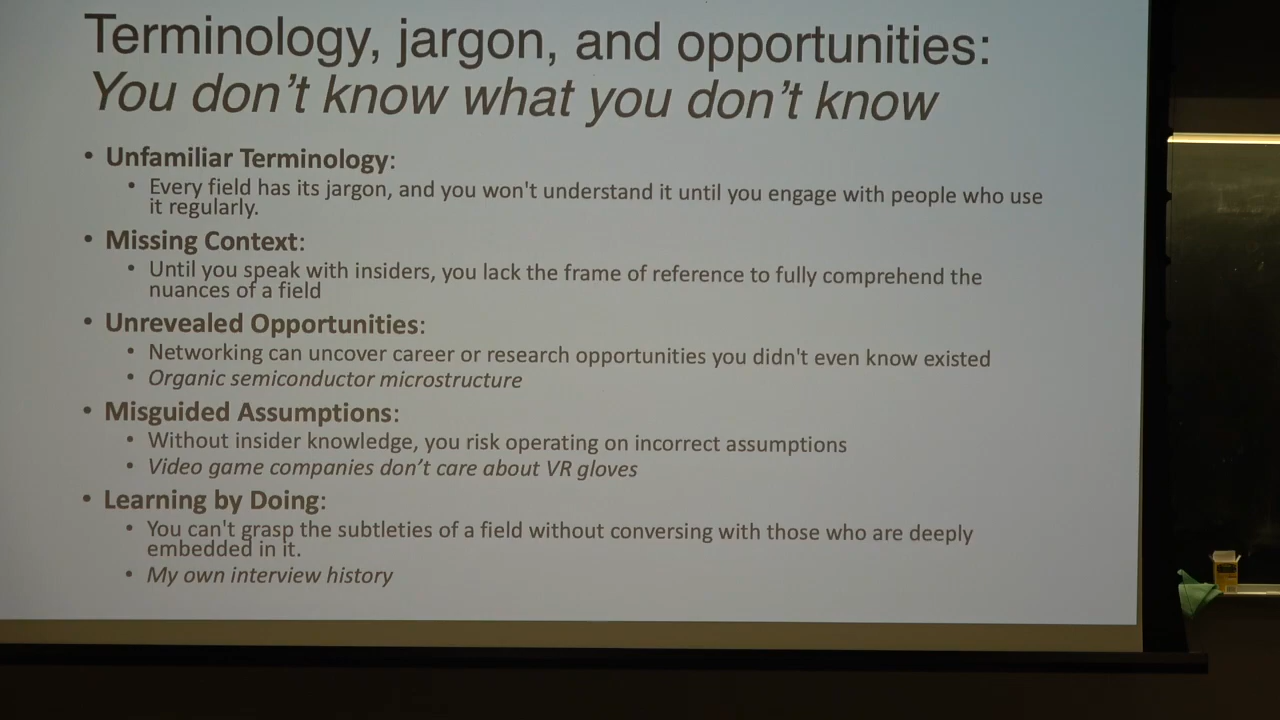 Terminology, jargon, and opportunities:
You don't know what you don't know
• Unfamiliar Terminology:
• Every field has its jargon, and you won't understand it until you engage with people who use
it regularly.
• Missing Context:
• Until you speak with insiders, you lack the frame of reference to fully comprehend the
nuances of a field
• Unrevealed Opportunities:
• Networking can uncover career or research opportunities you didn't even know existed
• Organic semiconductor microstructure
• Misguided Assumptions:
• Without insider knowledge, you risk operating on incorrect assumptions
• Video game companies don't care about VR gloves
• Learning by Doing:
• You can't grasp the subtleties of a field without conversing with those who are deeply
embedded in it.
• My own interview history